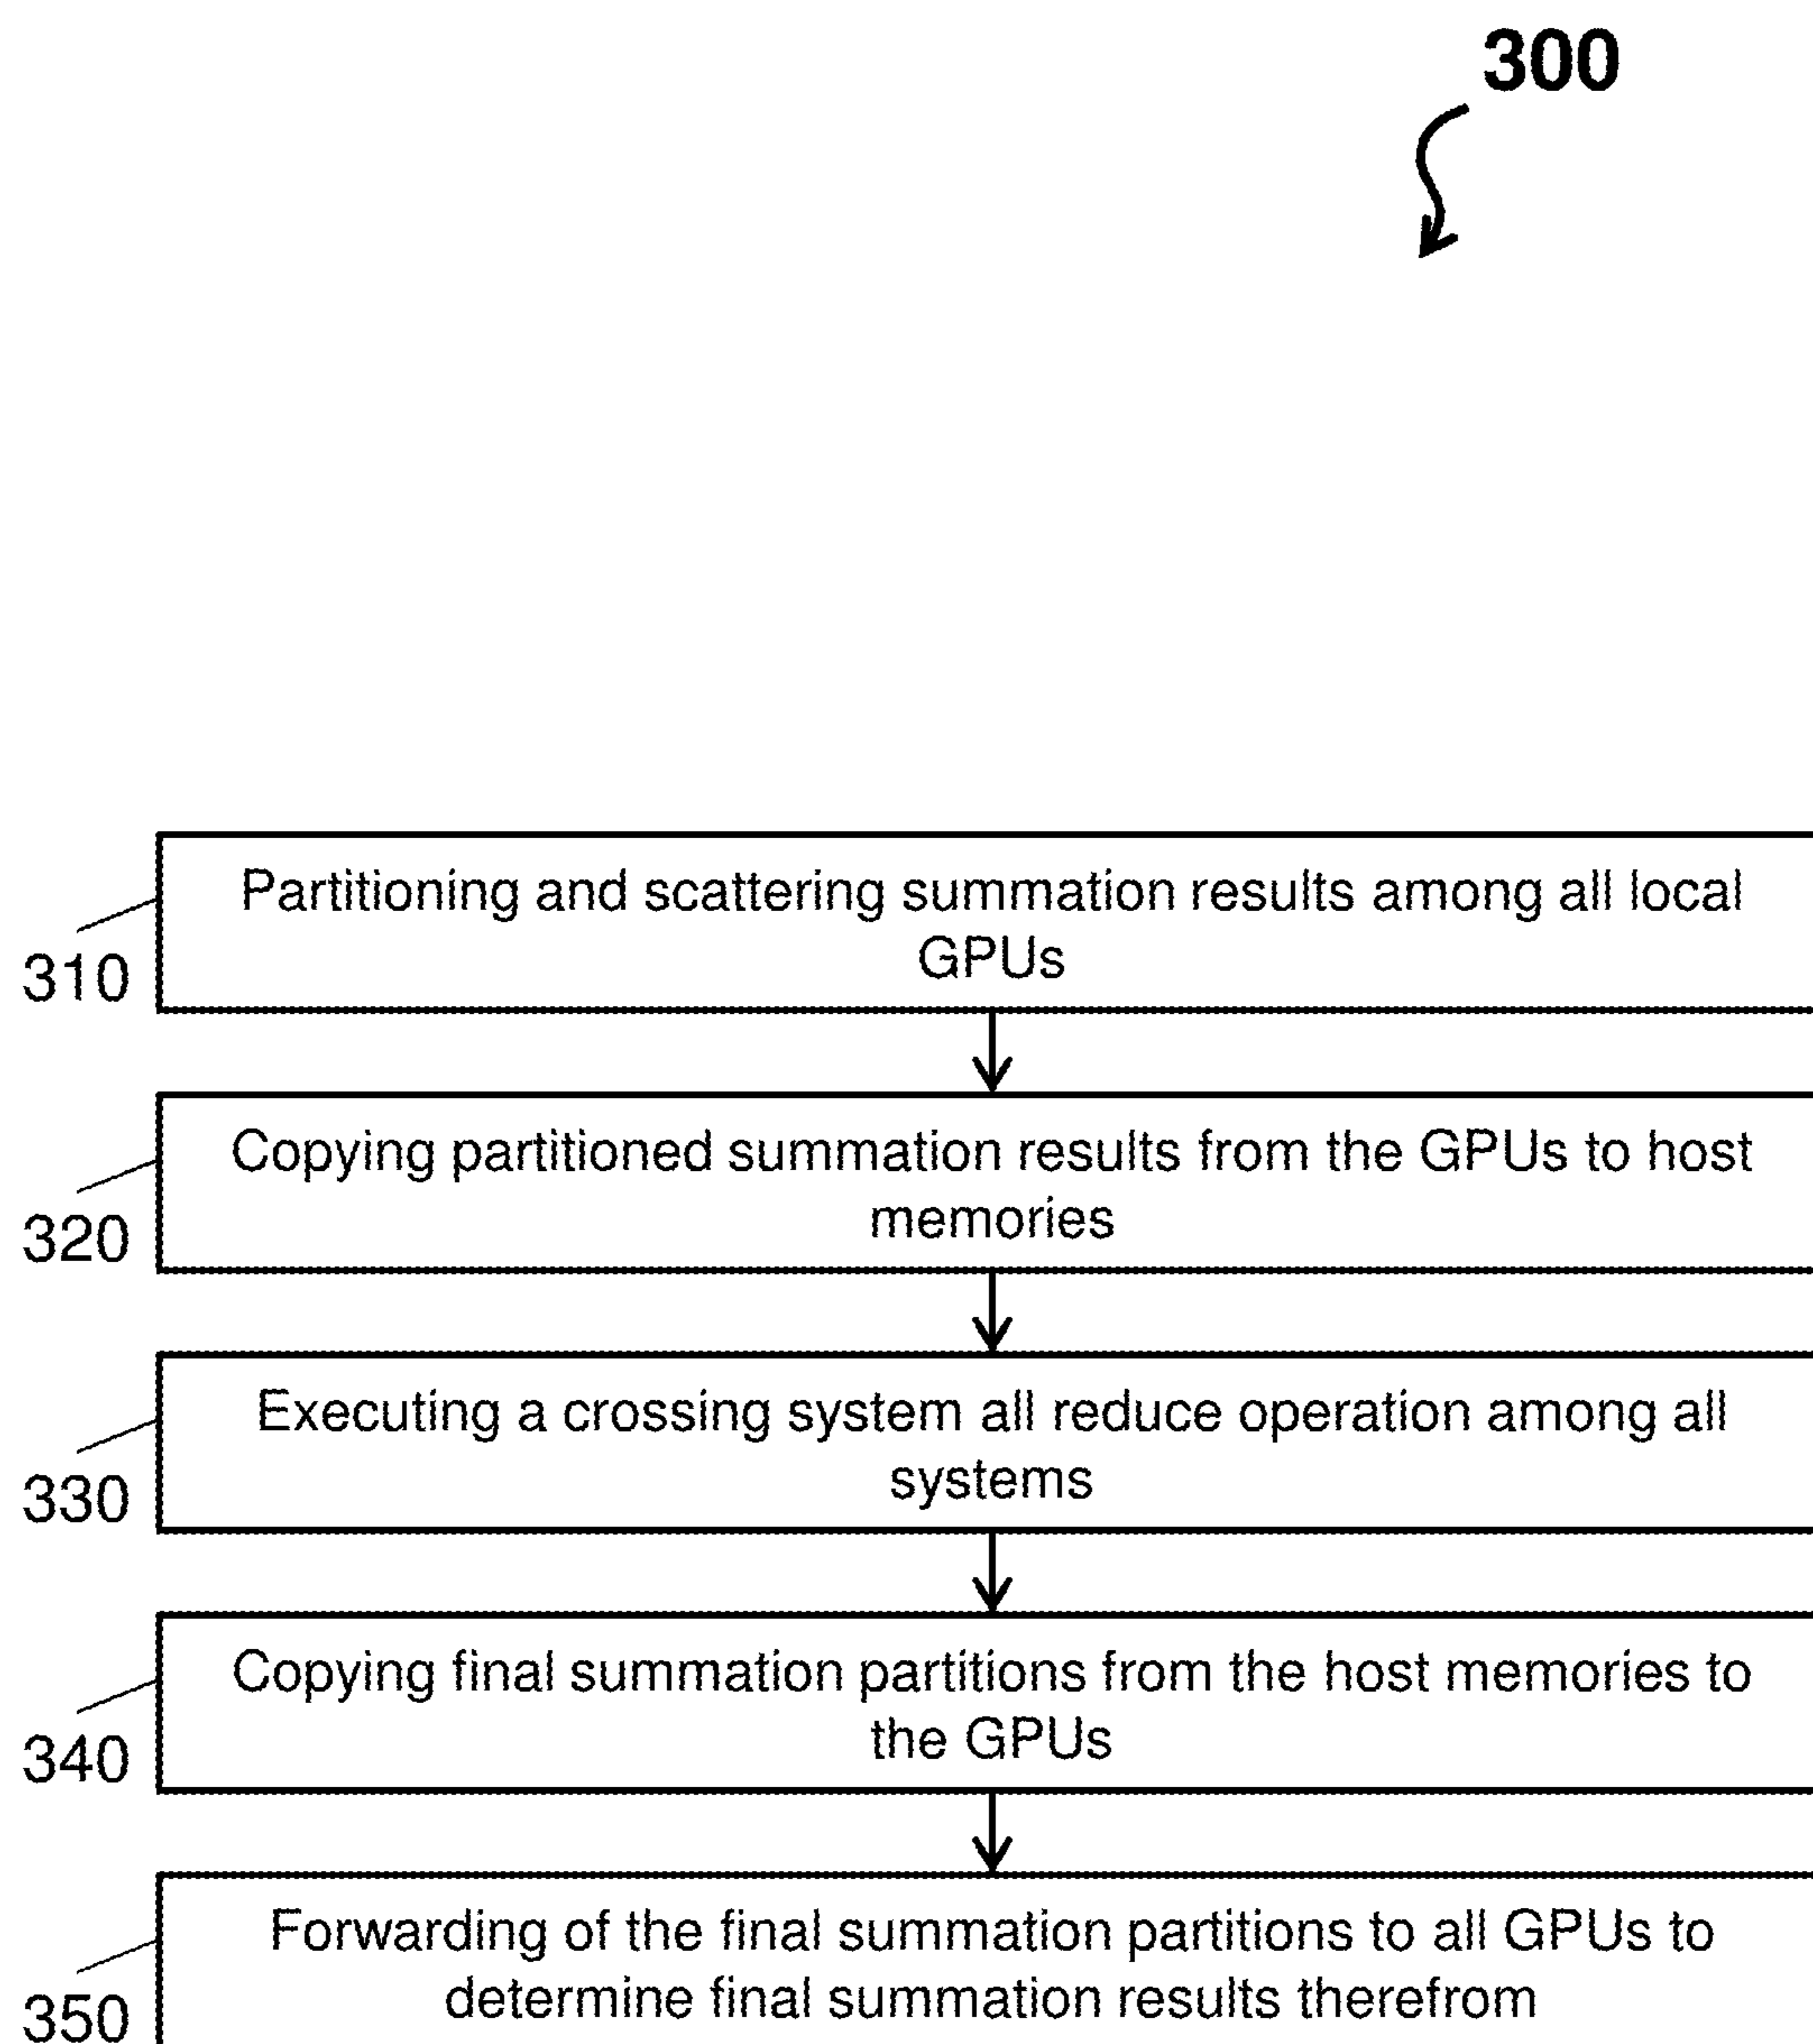 300
Partitioning and scattering summation results among all local
GPUs
310
Copying partitioned summation results from the GPUs to host
memories
320
Executing a crossing system all reduce operation among all
systems
330
Copying final summation partitions from the host memories to
the GPUs
340
Forwarding of the final summation partitions to all GPUs to
determine final summation results therefrom
350